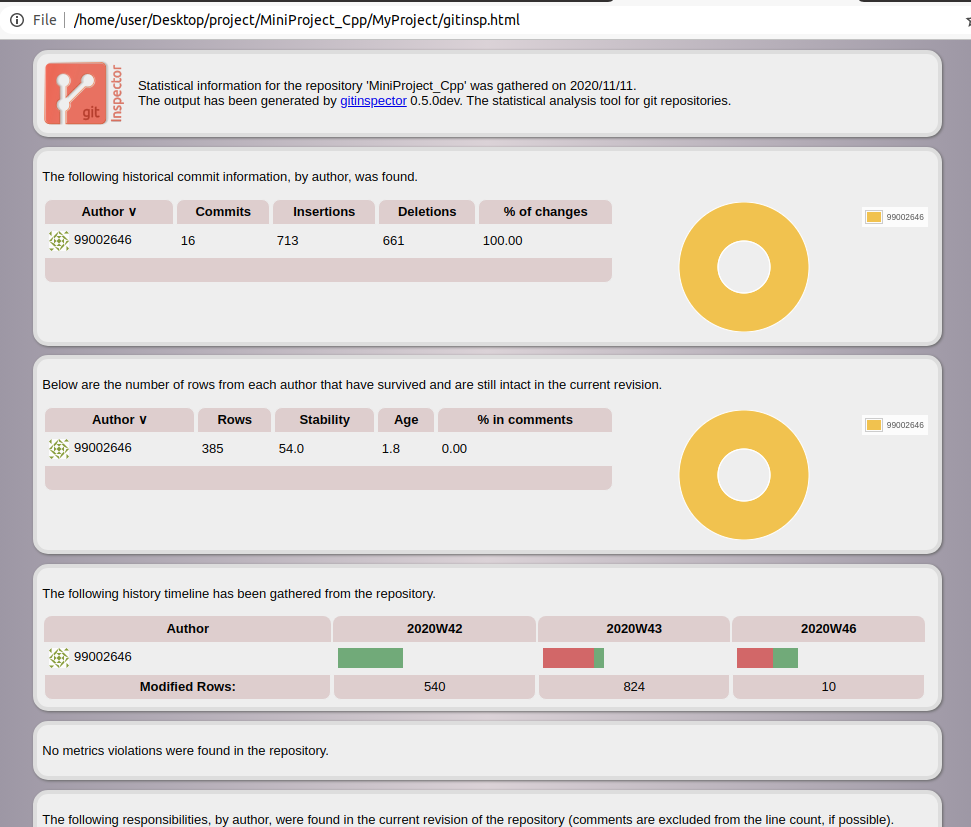 File | /home/user/Desktop/project/MiniProject_Cpp/MyProject/gitinsp.html
git
Inspector
Statistical information for the repository 'MiniProject_Cpp' was gathered on 2020/11/11.
The output has been generated by gitinspector 0.5.0dev. The statistical analysis tool for git repositories.
The following historical commit information, by author, was found.
Author ∨ Commits Insertions Deletions % of changes
99002646 16 713 661 100.00
99002646
Below are the number of rows from each author that have survived and are still intact in the current revision.
Author ∨ Rows Stability Age % in comments
99002646 385 54.0 1.8 0.00
99002646
The following history timeline has been gathered from the repository.
Author 2020W42 2020W43 2020W46
99002646
Modified Rows: 540 824 10
No metrics violations were found in the repository.
The following responsibilities, by author, were found in the current revision of the repository (comments are excluded from the line count, if possible).